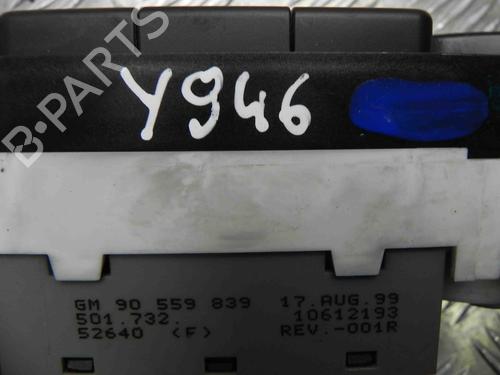 Y946
B-PARTS
GM 90 559 839 17.AUG.99
501.732. 10612193
52640 (F) REV.-001R